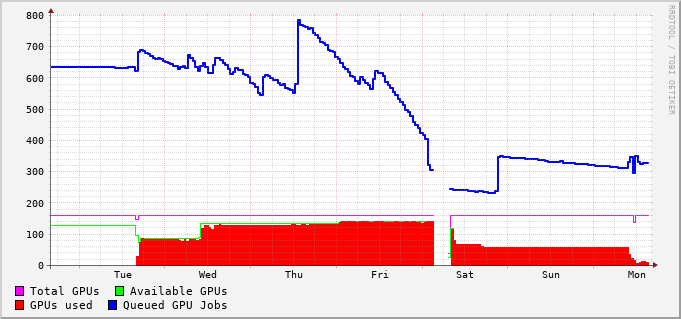 800
700
600
500
400
300
200
100
0
Tue Wed Thu Fri Sat Sun Mon
Total GPUs Available GPUs
GPUs used Queued GPU Jobs
RRDTOOL / TOBI OETIKER